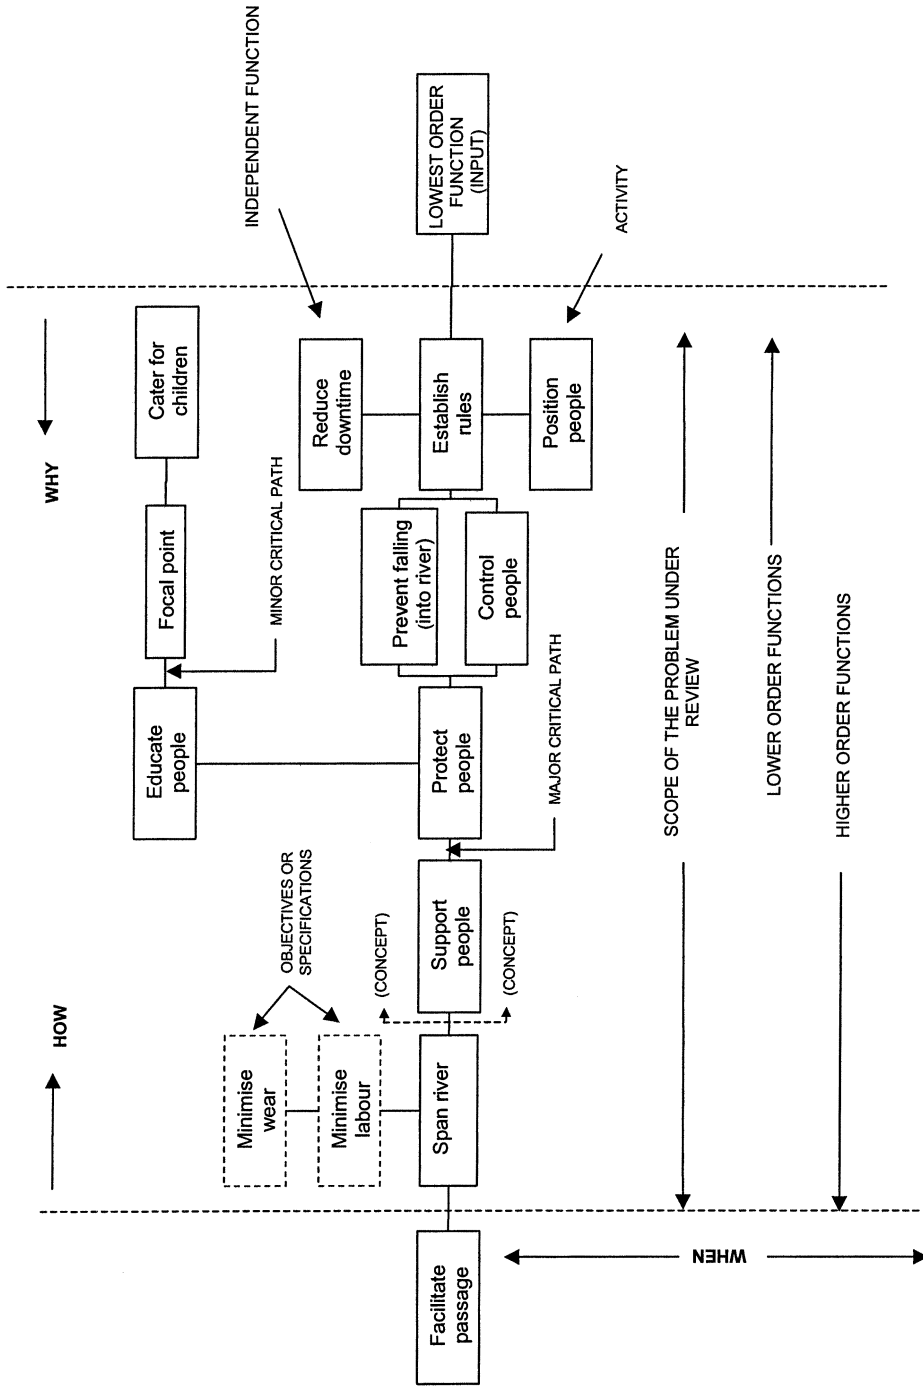 HOW
WHY
Minimise
wear
Minimise
labour
OBJECTIVES OR
SPECIFICATIONS
Educate
people
Focal point
Cater for
children
MINOR CRITICAL PATH
INDEPENDENT FUNCTION
Reduce
downtime
(CONCEPT)
Facilitate
passage
Span river
Support
people
Protect
people
Prevent falling
(into river)
Control
people
Establish
rules
LOWEST ORDER
FUNCTION
(INPUT)
(CONCEPT)
MAJOR CRITICAL PATH
Position
people
ACTIVITY
WHEN
SCOPE OF THE PROBLEM UNDER
REVIEW
LOWER ORDER FUNCTIONS
HIGHER ORDER FUNCTIONS